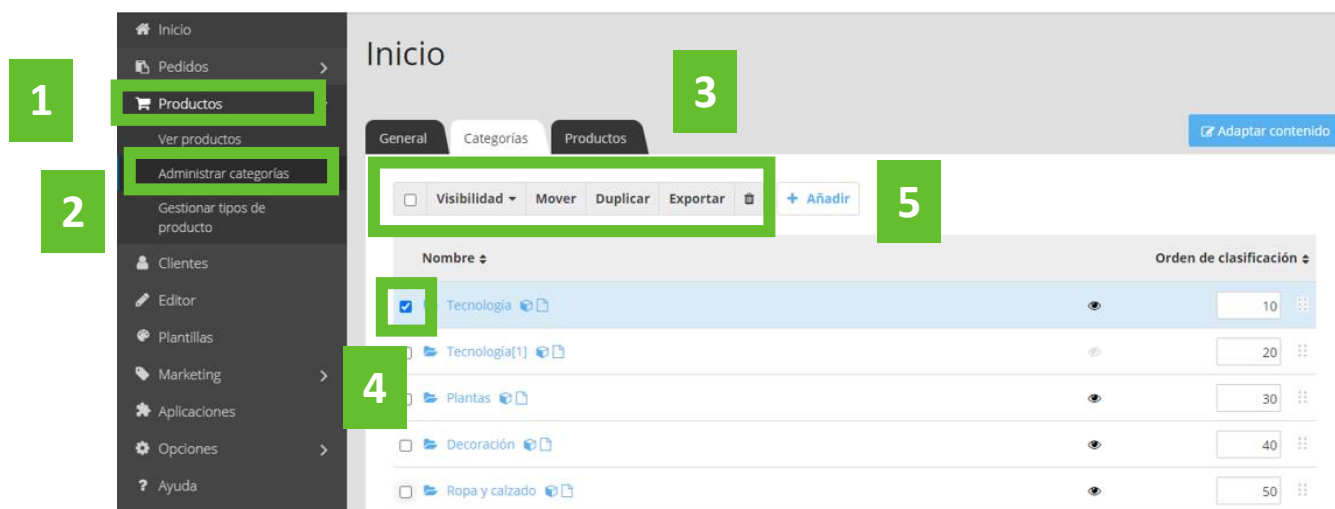 Inicio
Pedidos
Productos
Ver productos
Administrar categorías
Gestionar tipos de
producto
Clientes
Editor
Plantillas
Marketing
Aplicaciones
Opciones
? Ayuda
1
2
Inicio
3
General Categorías Productos
Adaptar contenido
Visibilidad Mover Duplicar Exportar
+ Añadir
5
Nombre Orden de clasificación
Tecnología 10
Tecnología[1] 20
4
Plantas 30
Decoración 40
Ropa y calzado 50